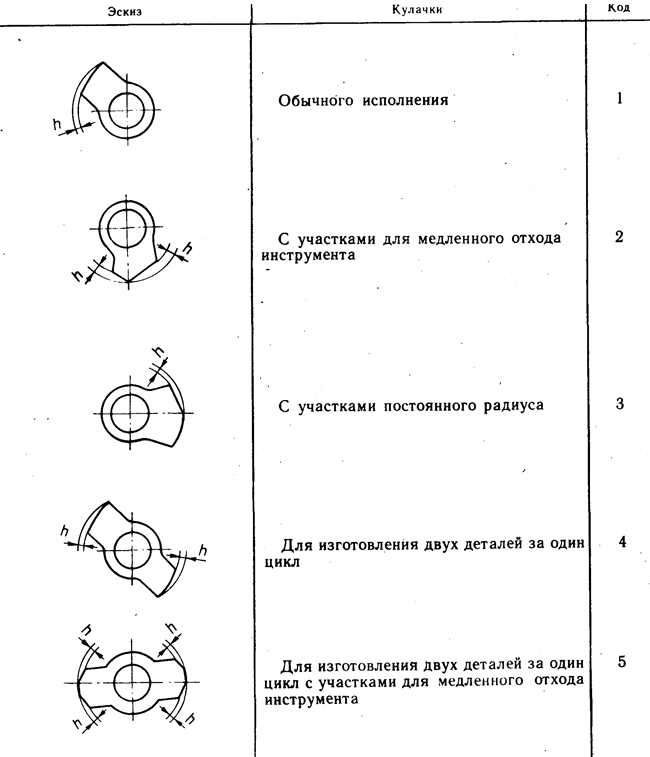 Эскиз Кулачки Код
h
Обычного исполнения 1
h h
С участками для медленного отхода 2
инструмента
h
С участками постоянного радиуса 3
h h
Для изготовления двух деталей за один 4
цикл
h h
Для изготовления двух деталей за один 5
цикл с участками для медленного отхода
инструмента
h h